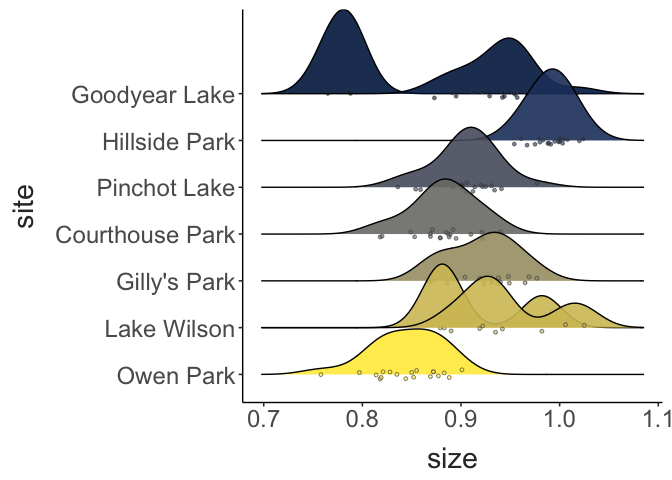 site
Goodyear Lake
Hillside Park
Pinchot Lake
Courthouse Park
Gilly's Park
Lake Wilson
Owen Park
0.7 0.8 0.9 1.0 1.1
size